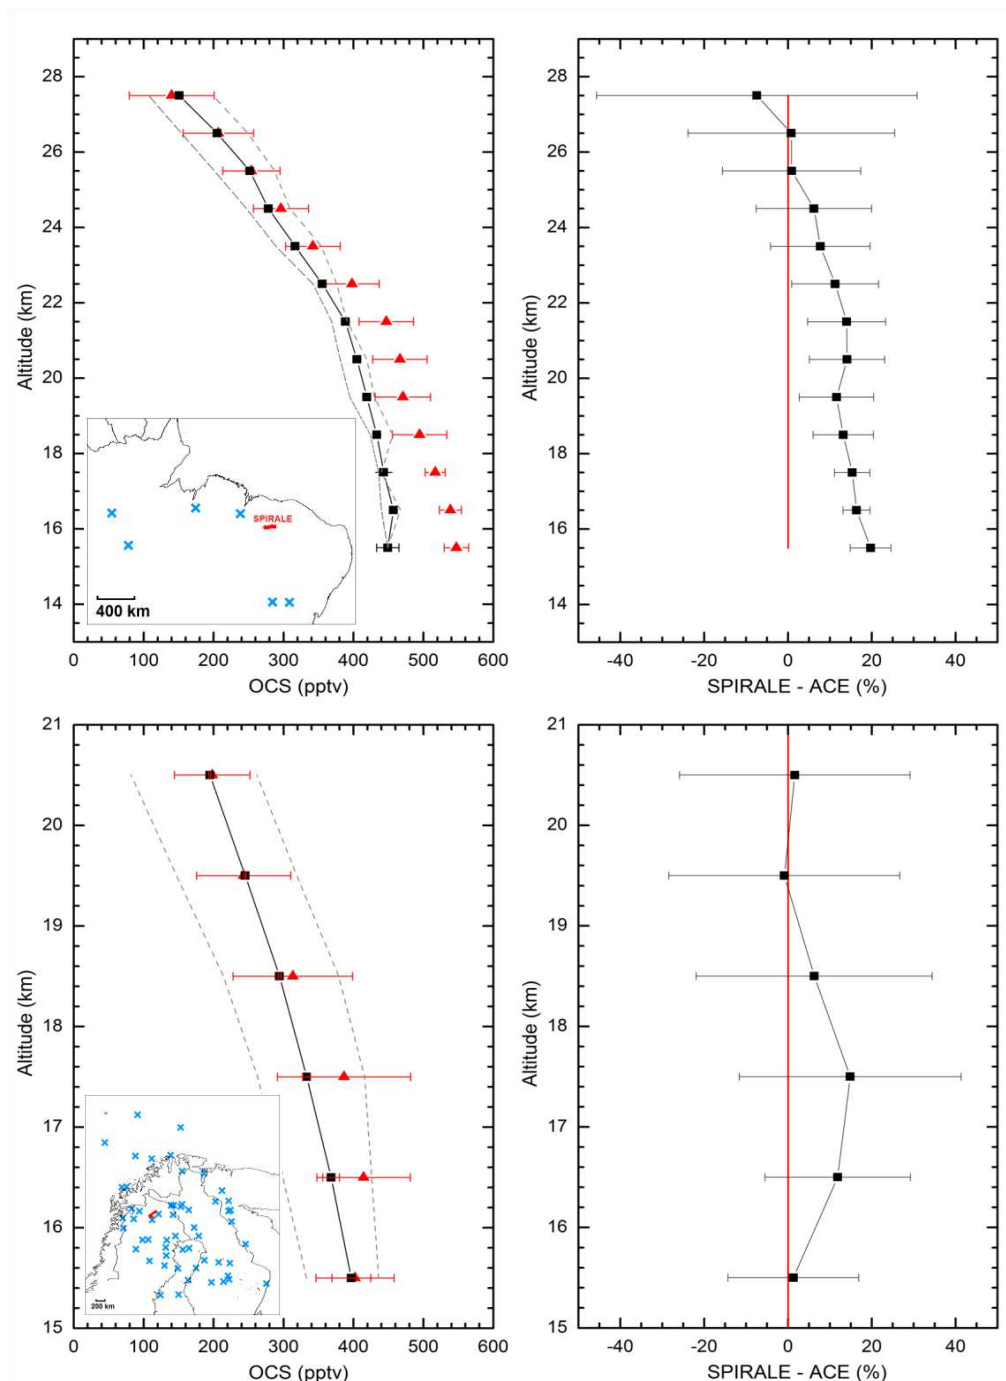 28
26
24
22
20
18
16
14
Altitude (km)
SPIRALE
400 km
0 100 200 300 400 500 600
OCS (pptv)
28
26
24
22
20
18
16
14
Altitude (km)
-40 -20 0 20 40
SPIRALE - ACE (%)
21
20
19
18
17
16
15
Altitude (km)
200 km
0 100 200 300 400 500 600
OCS (pptv)
21
20
19
18
17
16
15
Altitude (km)
-40 -20 0 20 40
SPIRALE - ACE (%)